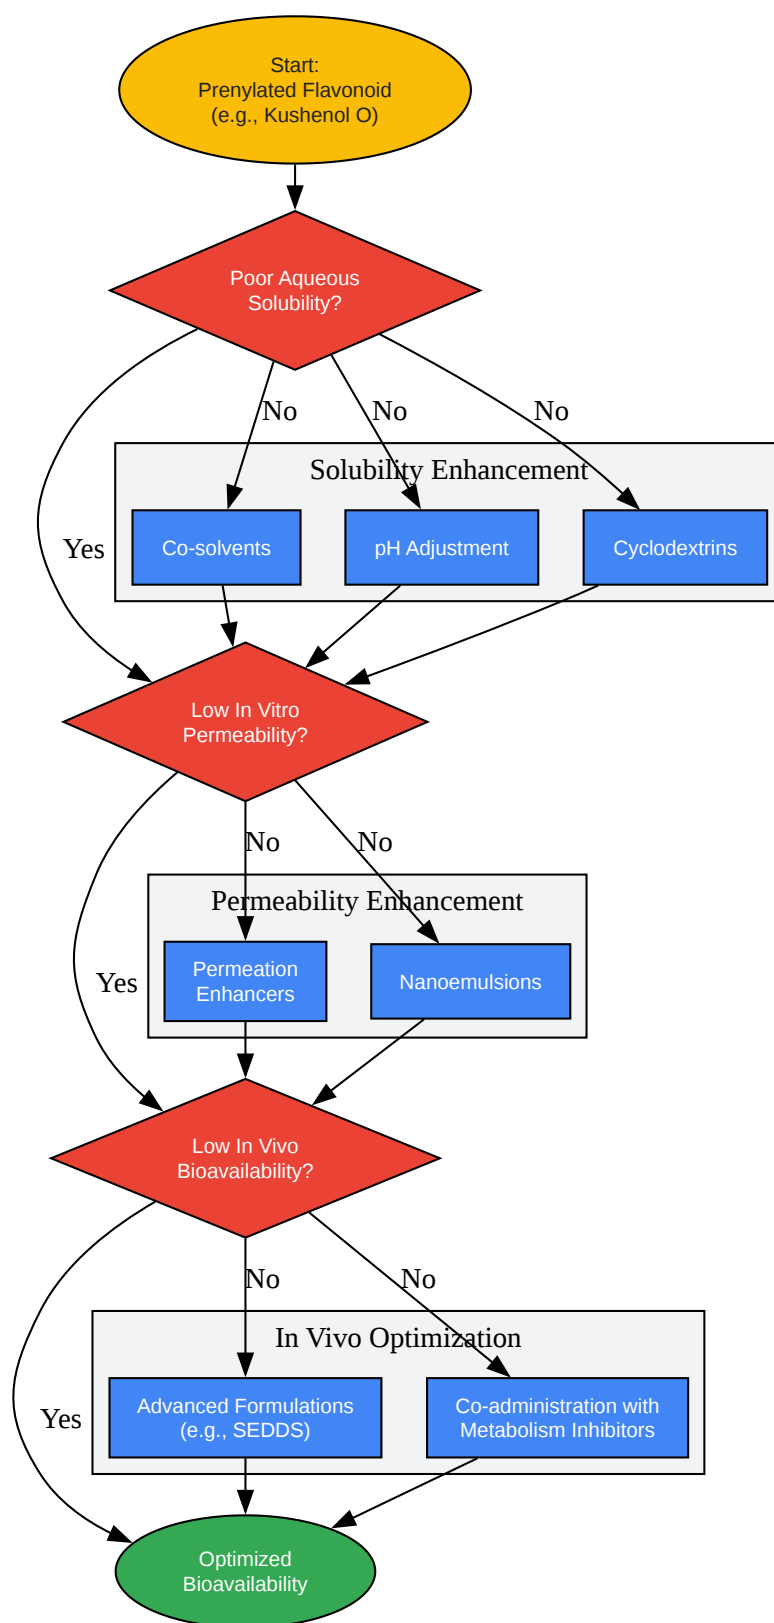 Start:
Prenylated Flavonoid
(e.g., Kushenol O)
Poor Aqueous
Solubility?
No
No
No
Solubility Enhancement
Yes
Co-solvents
pH Adjustment
Cyclodextrins
Low In Vitro
Permeability?
No
No
Permeability Enhancement
Yes
Permeation
Enhancers
Nanoemulsions
Low In Vivo
Bioavailability?
No
No
In Vivo Optimization
Yes
Advanced Formulations
(e.g., SEDDS)
Co-administration with
Metabolism Inhibitors
Optimized
Bioavailability